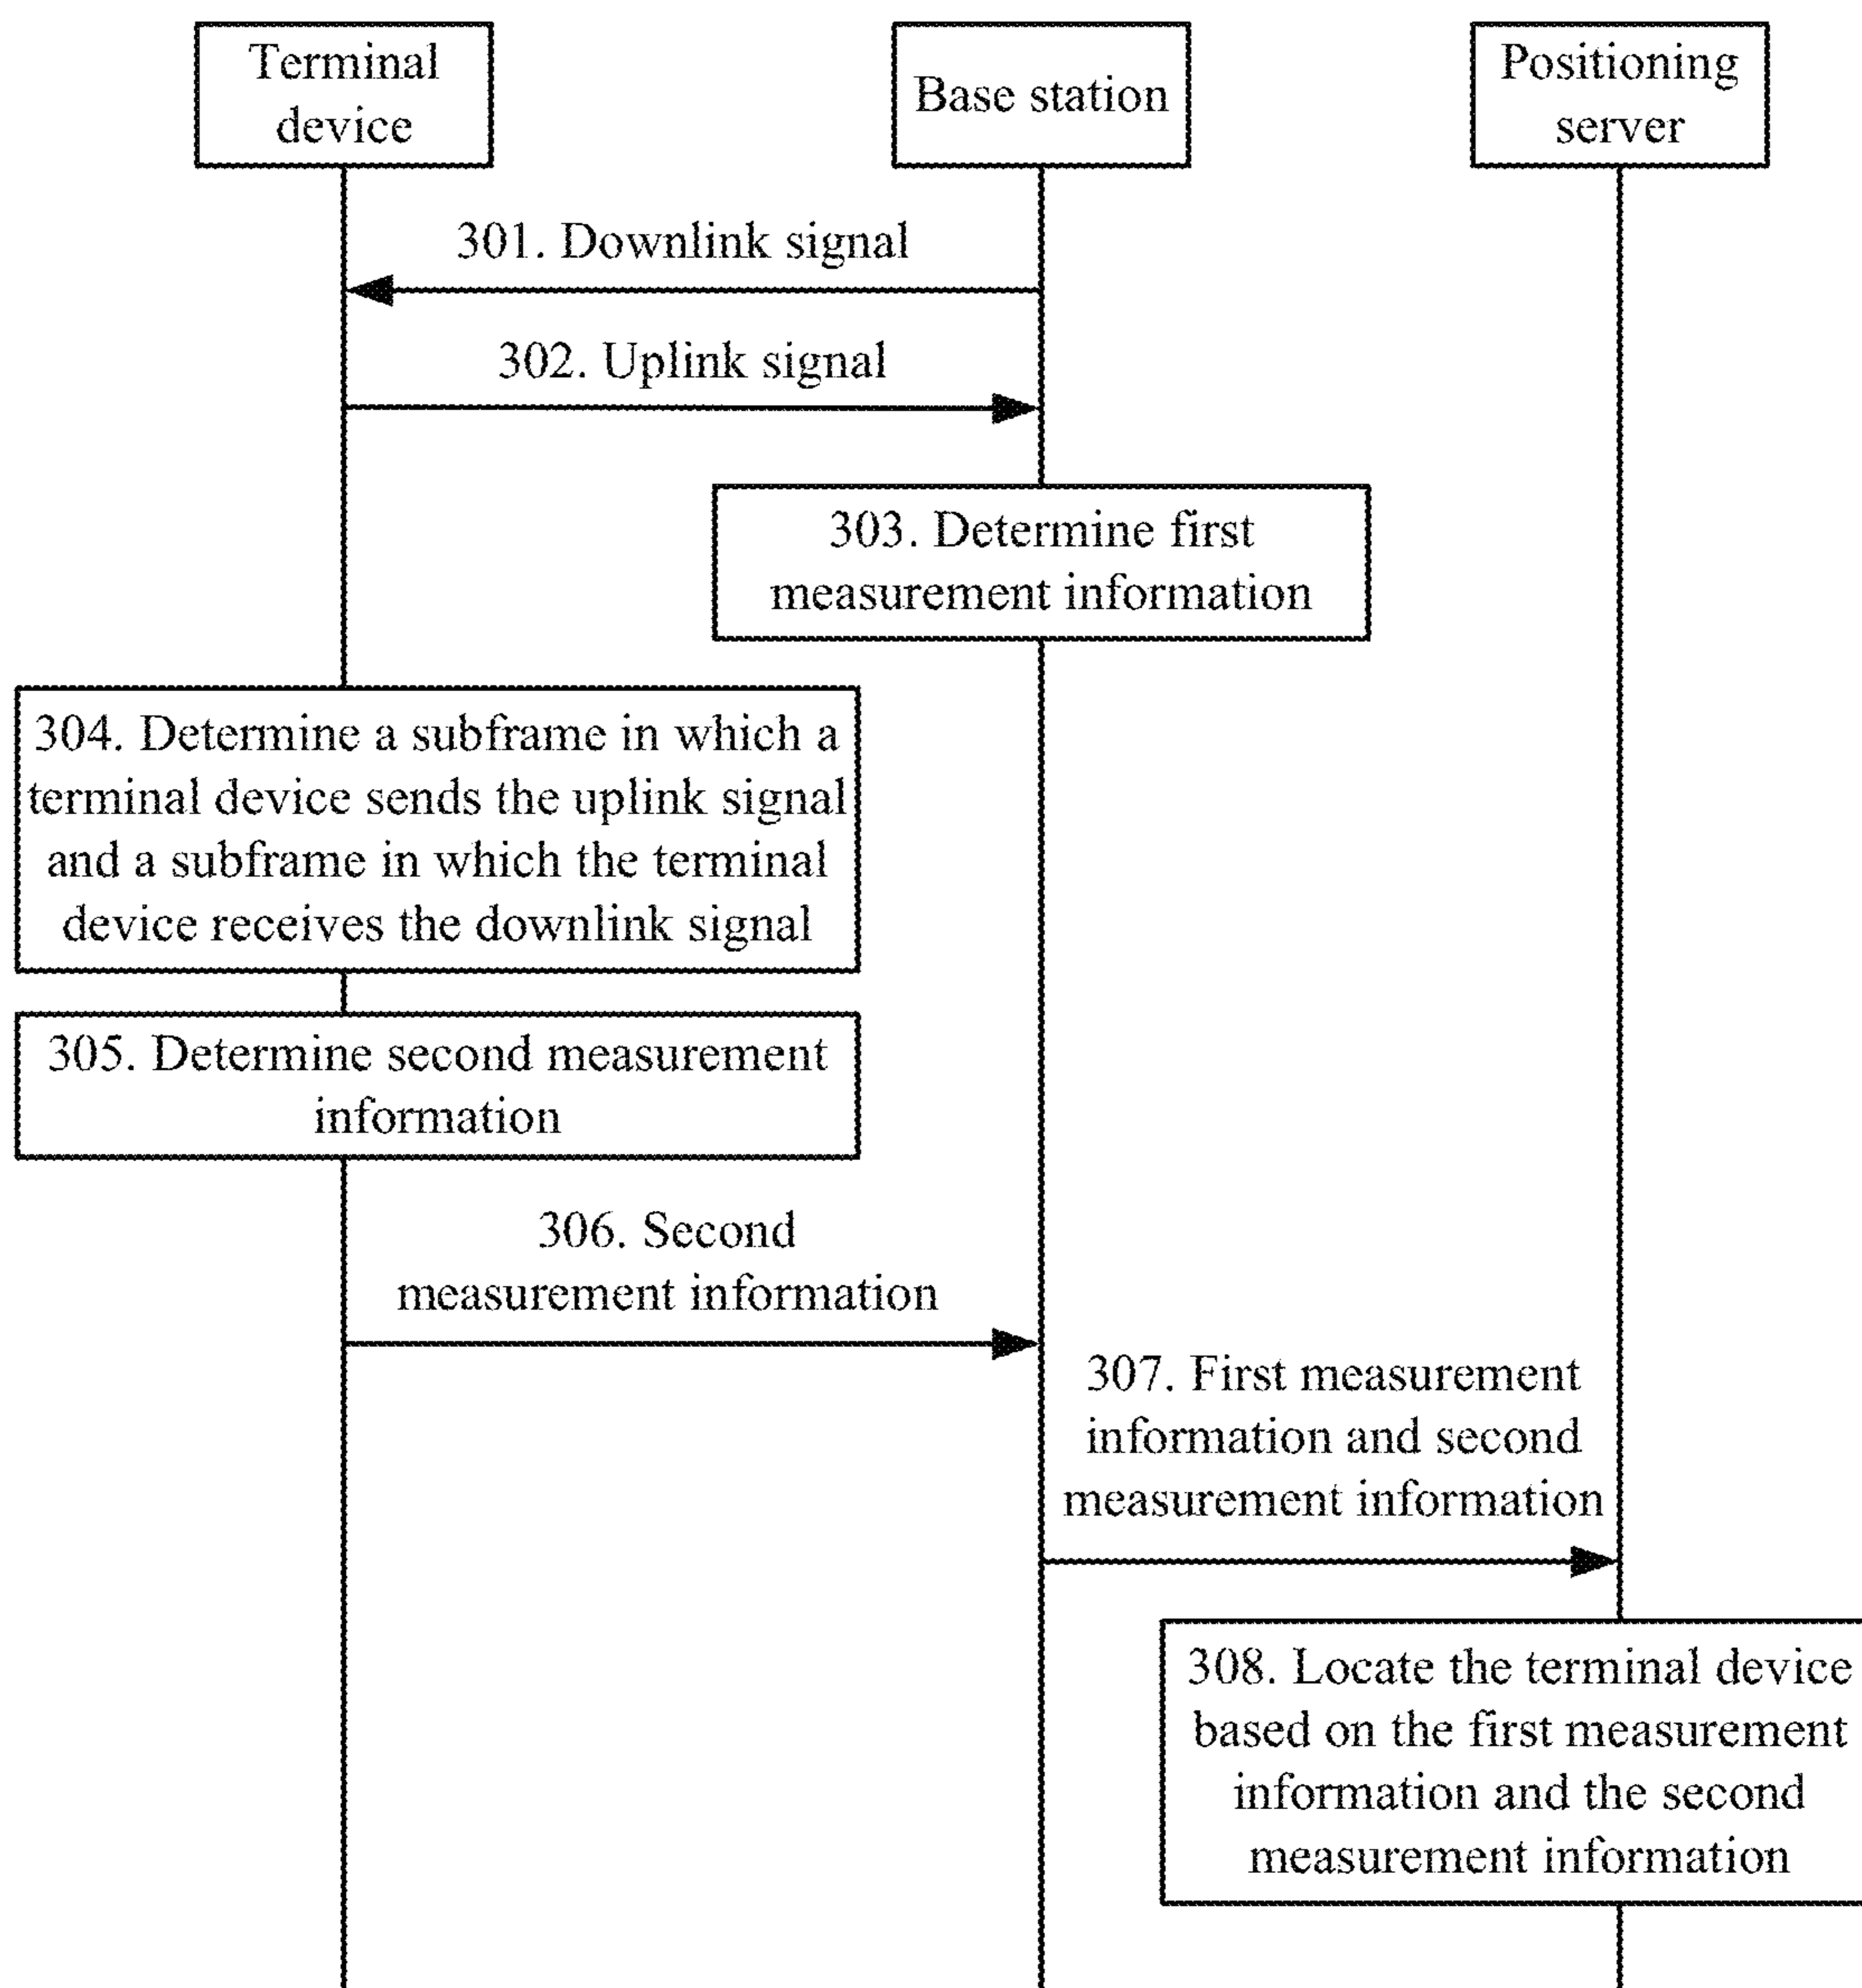 Terminal
device
Base station
Positioning
server
301. Downlink signal
302. Uplink signal
303. Determine first
measurement information
304. Determine a subframe in which a
terminal device sends the uplink signal
and a subframe in which the terminal
device receives the downlink signal
305. Determine second measurement
information
306. Second
measurement information
307. First measurement
information and second
measurement information
308. Locate the terminal device
based on the first measurement
information and the second
measurement information